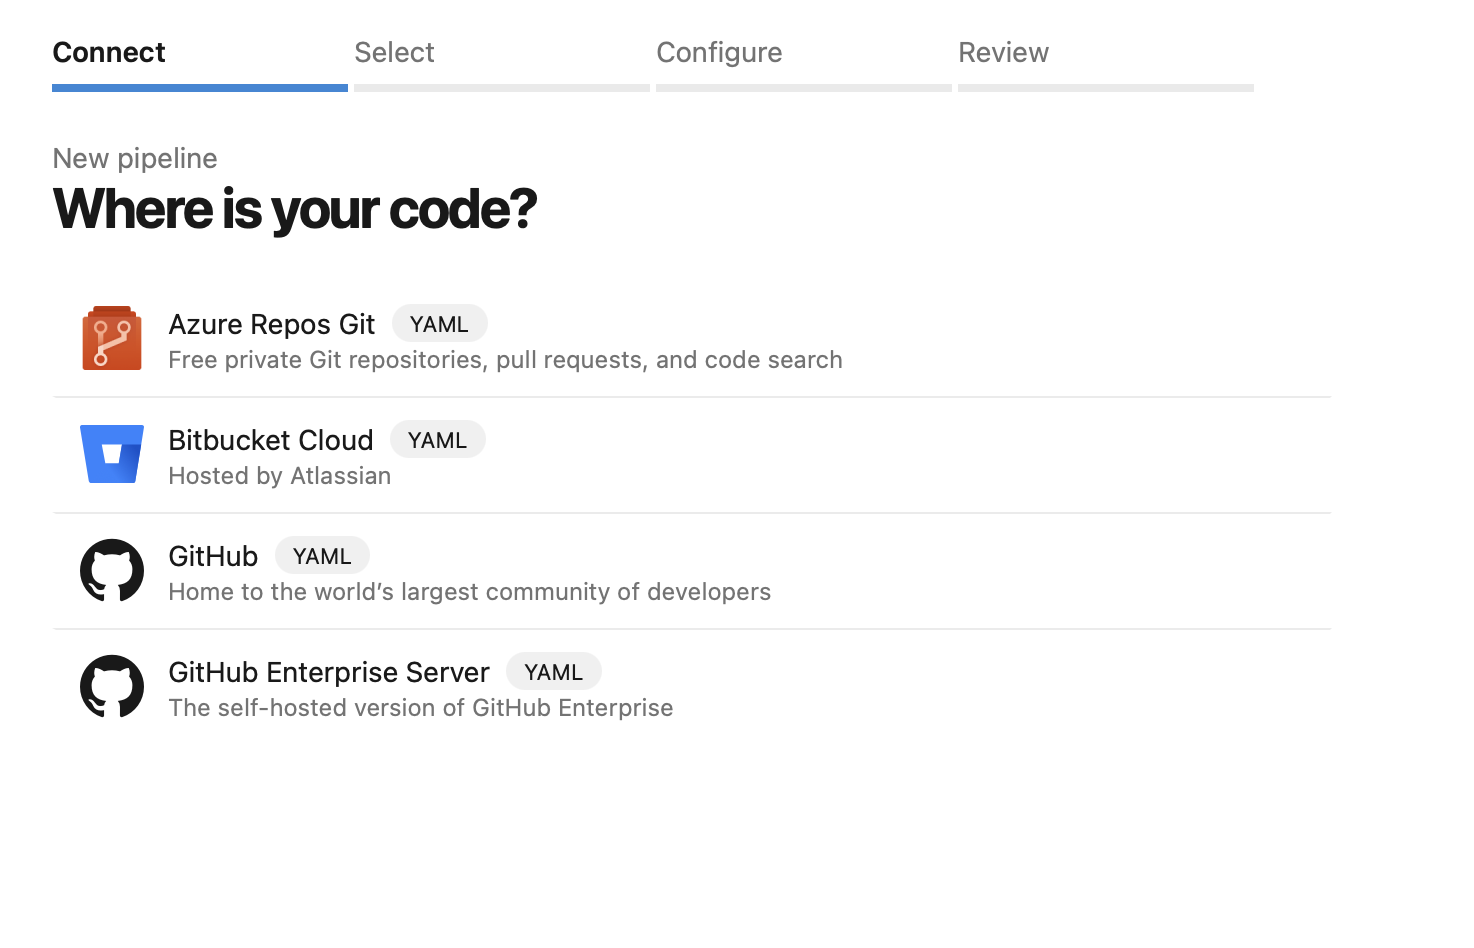 Connect Select Configure Review
New pipeline
Where is your code?
Azure Repos Git YAML
Free private Git repositories, pull requests, and code search
Bitbucket Cloud YAML
Hosted by Atlassian
GitHub YAML
Home to the world’s largest community of developers
GitHub Enterprise Server YAML
The self-hosted version of GitHub Enterprise